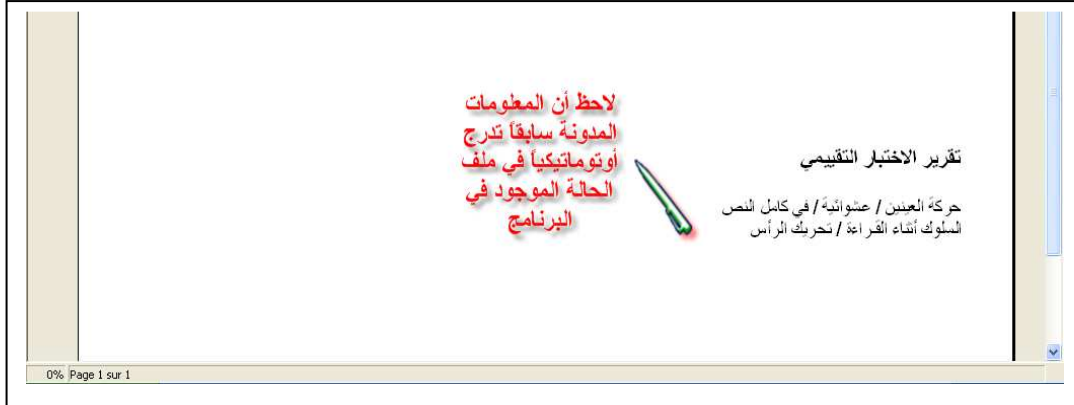 لاحظ أن المعلومات
المدونة سابقاً تدرج
أوتوماتيكياً في ملف
الحالة الموجود في
البرنامج
تقرير الاختبار التقييمي
حركة العينين / عشوائية / في كامل النص
السلوك أثناء القراءة / تحريك الرأس
0% Page 1 sur 1